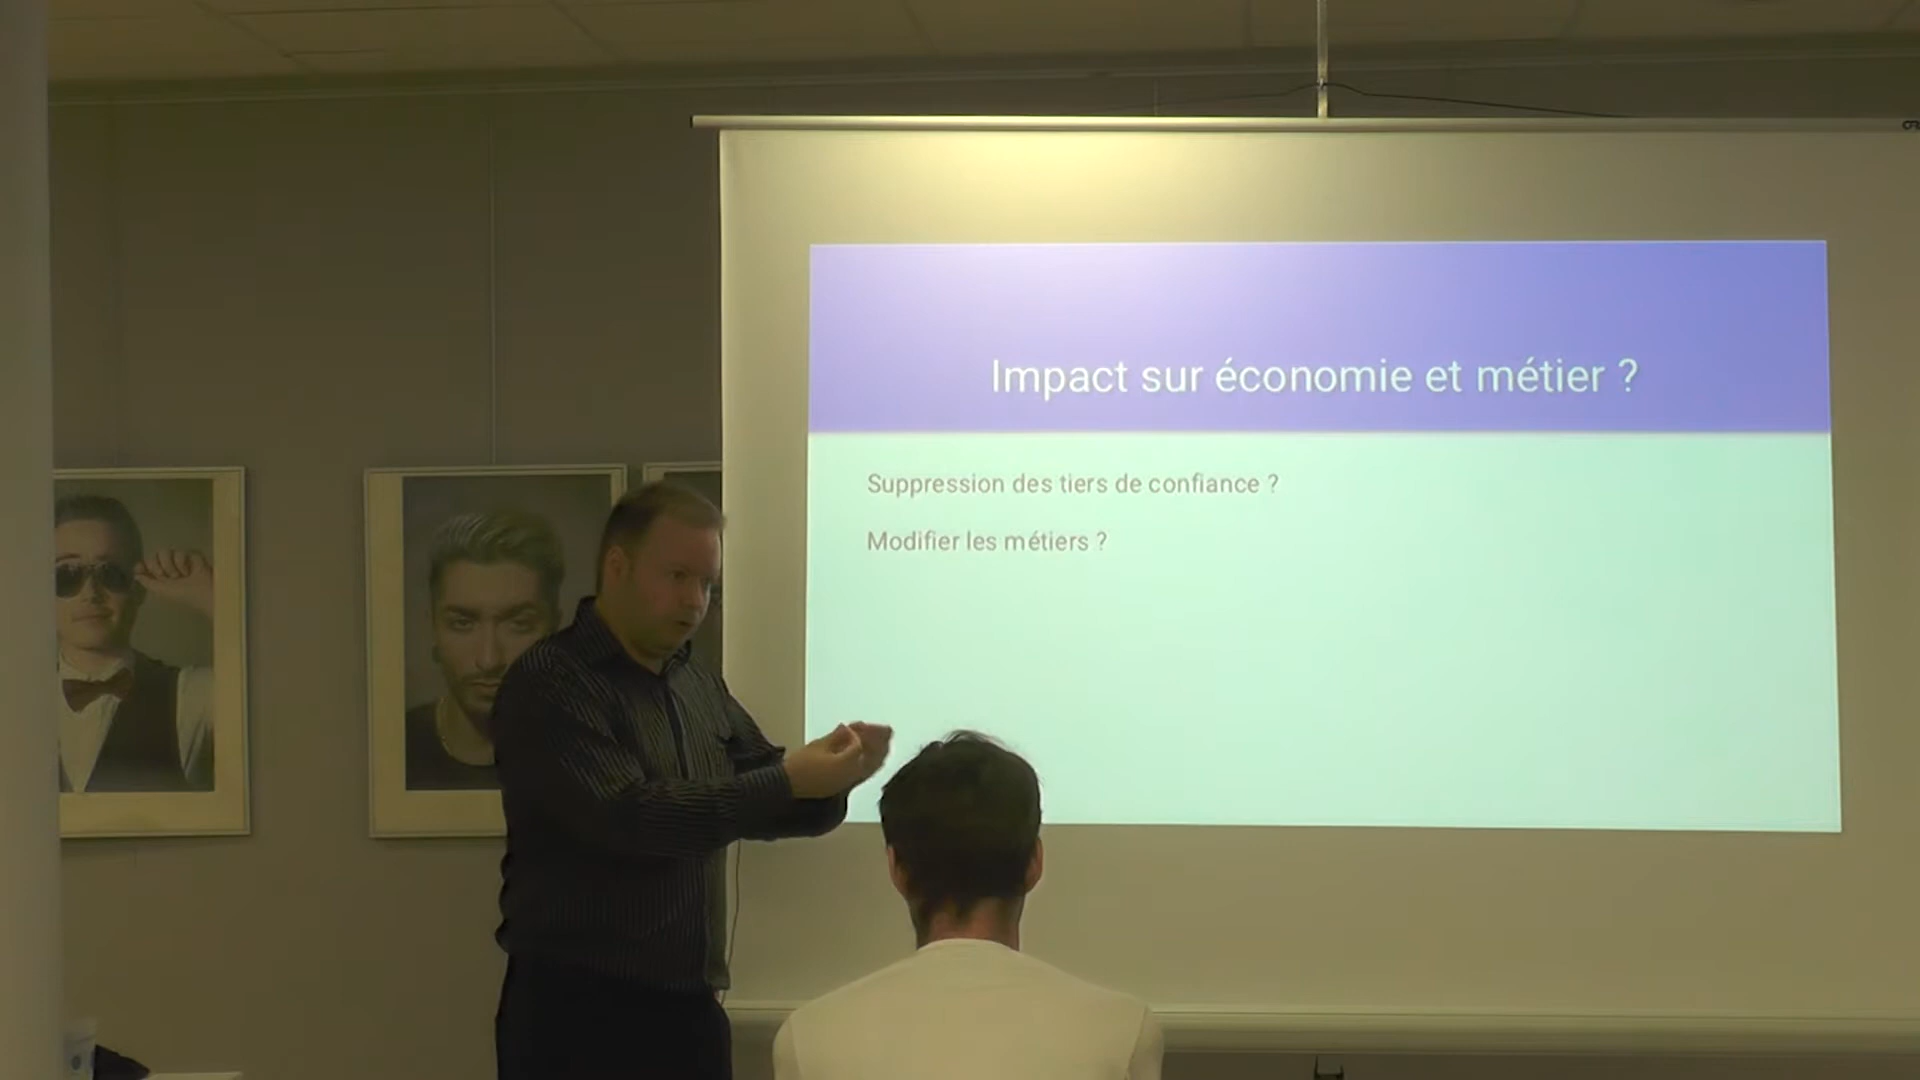 Impact sur économie et métier ?
Suppression des tiers de confiance ?
Modifier les métiers ?